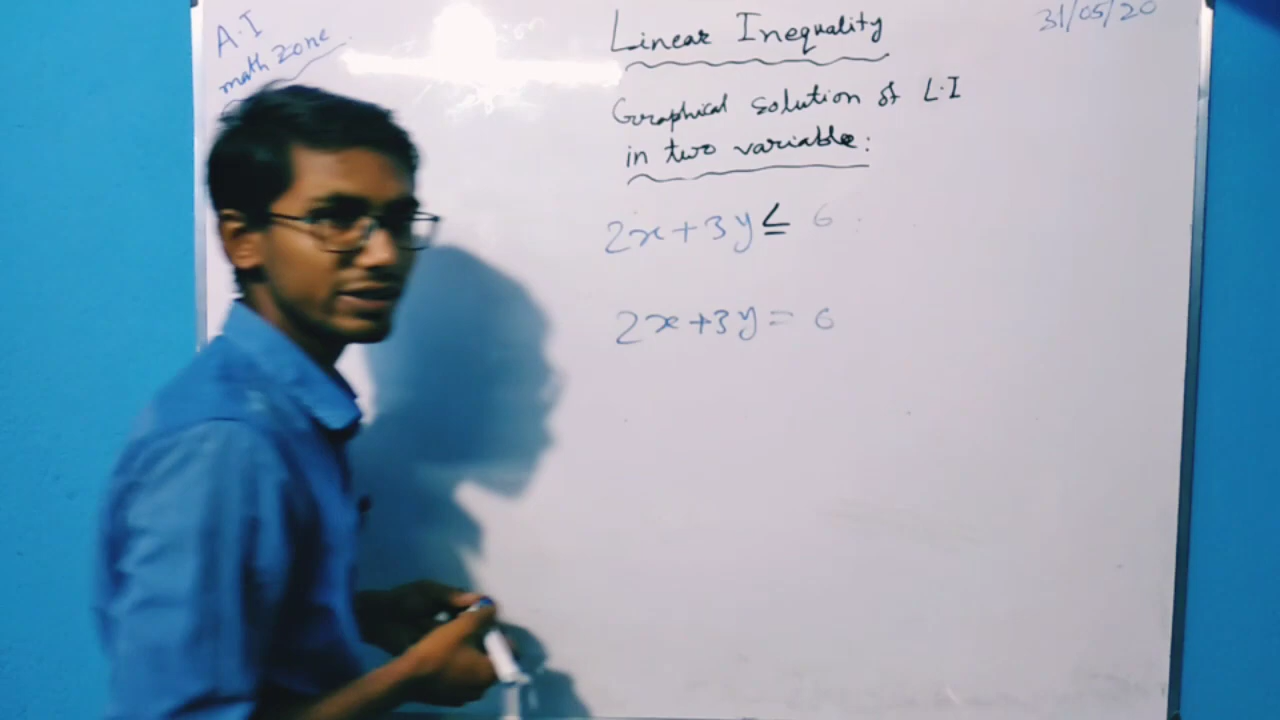 A.I
math zone
Linear Inequality
31/05/20
Graphical solution of L.I
in two variable:
2x+3y≤ 6
2x+3y= 6